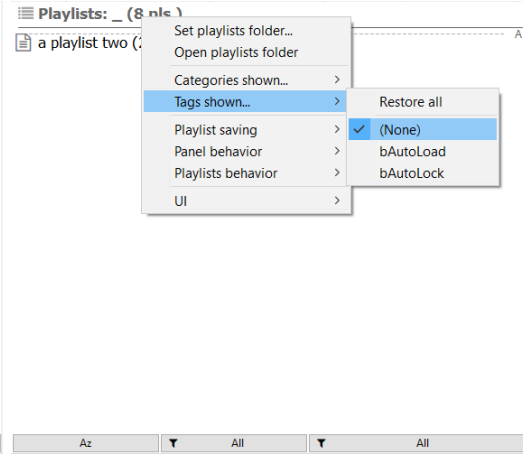 Playlists: _ (8 pls.)
A
a playlist two (
Set playlists folder...
Open playlists folder
Categories shown...
Tags shown...
Playlist saving
Panel behavior
Playlists behavior
UI
Restore all
(None)
bAutoLoad
bAutoLock
Az
All
All